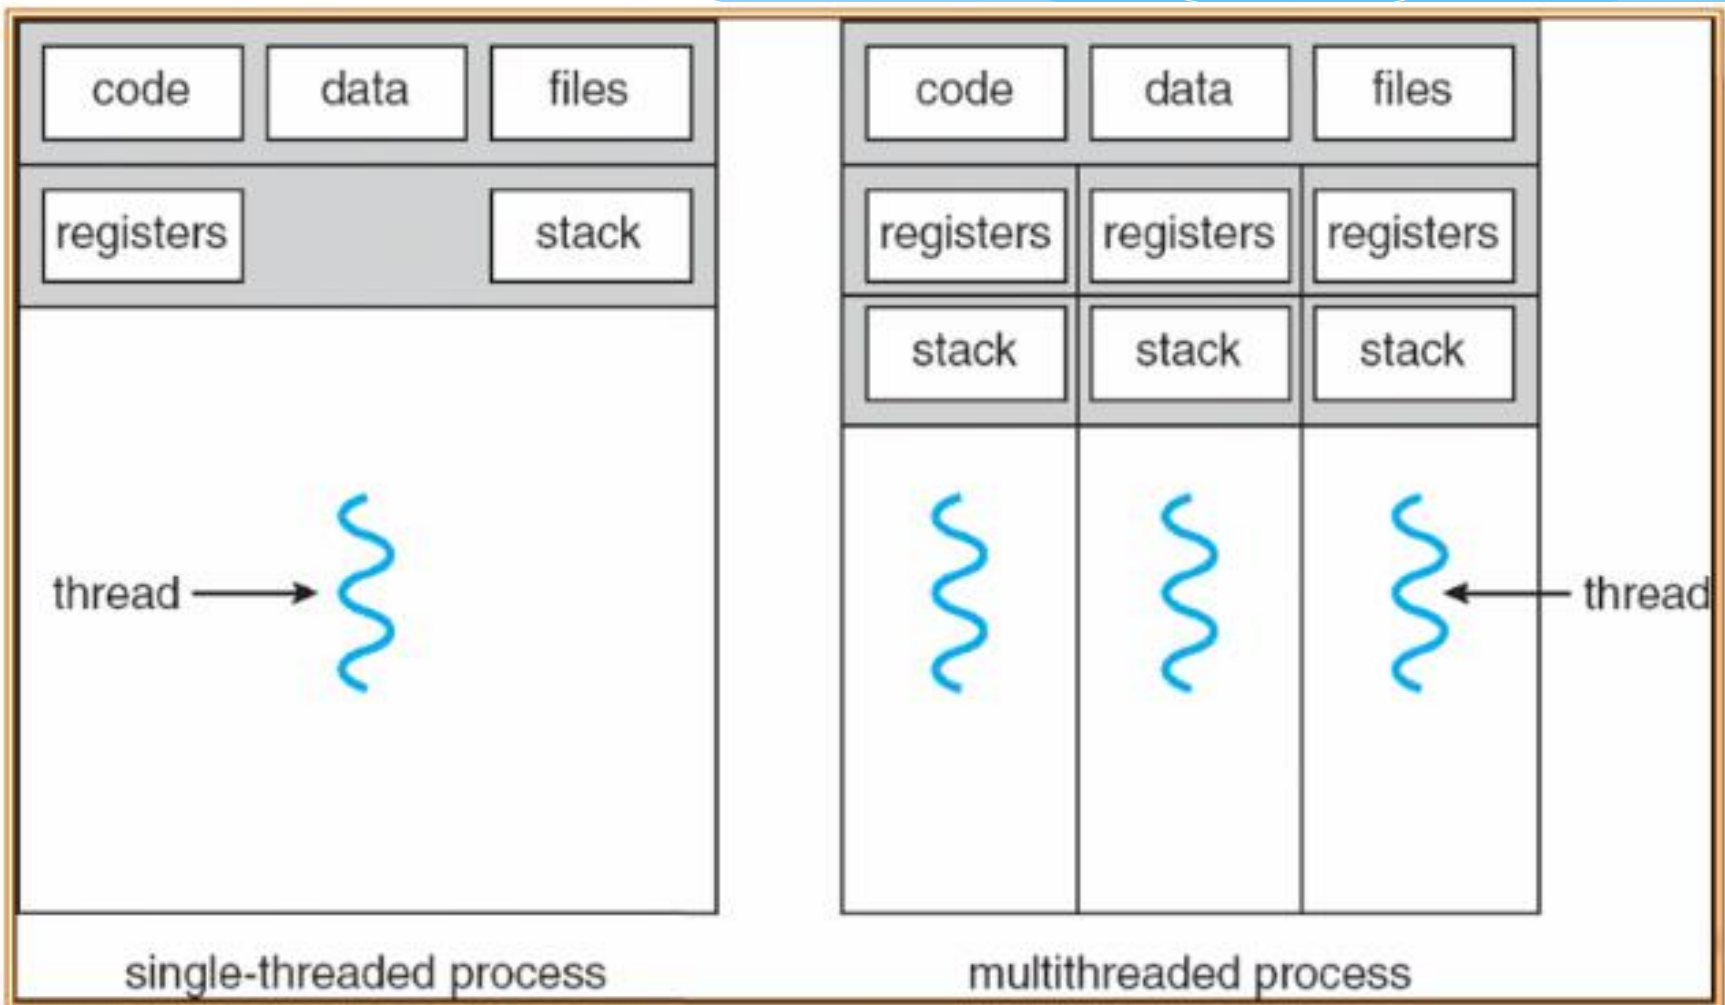 code data files
registers stack
thread
single-threaded process
code data files
registers registers registers
stack stack stack
thread
multithreaded process